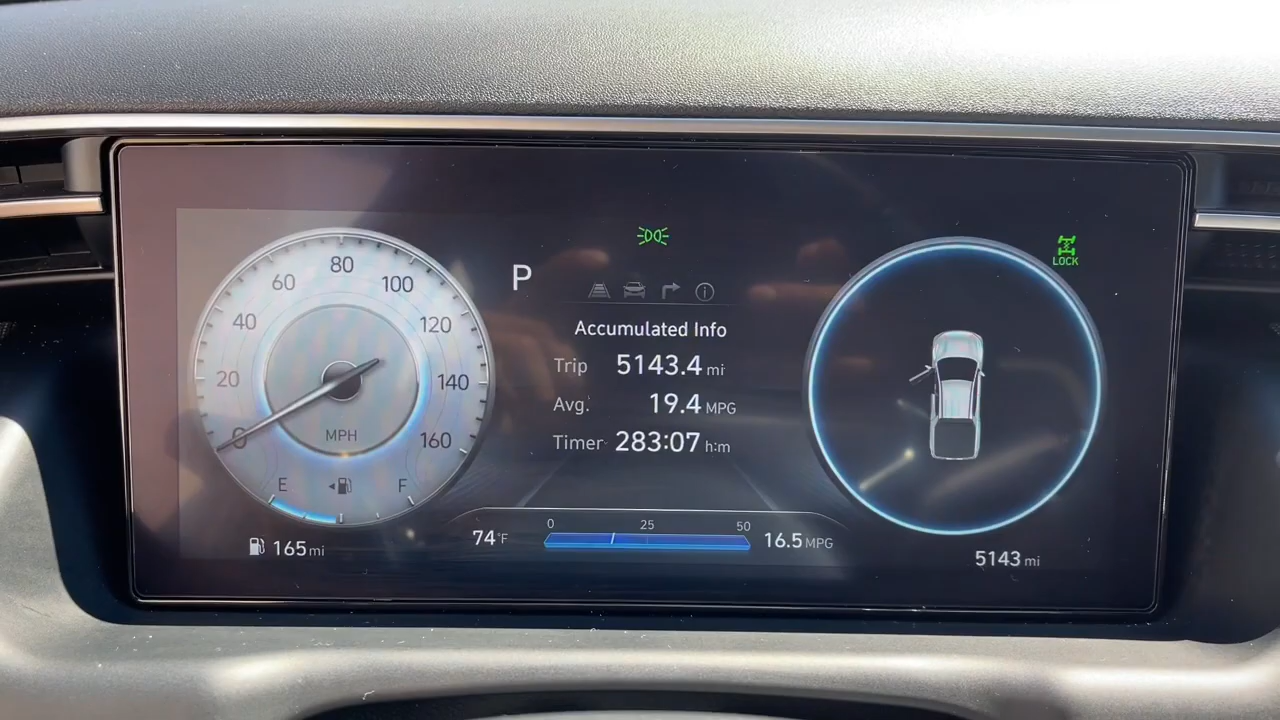 80
60
100
40
120
20
140
0
160
MPH
E
F
165 mi
P
Accumulated Info
Trip 5143.4 mi
Avg. 19.4 MPG
Timer 283:07 h:m
0 25 50
74°F
16.5 MPG
LOCK
5143 mi